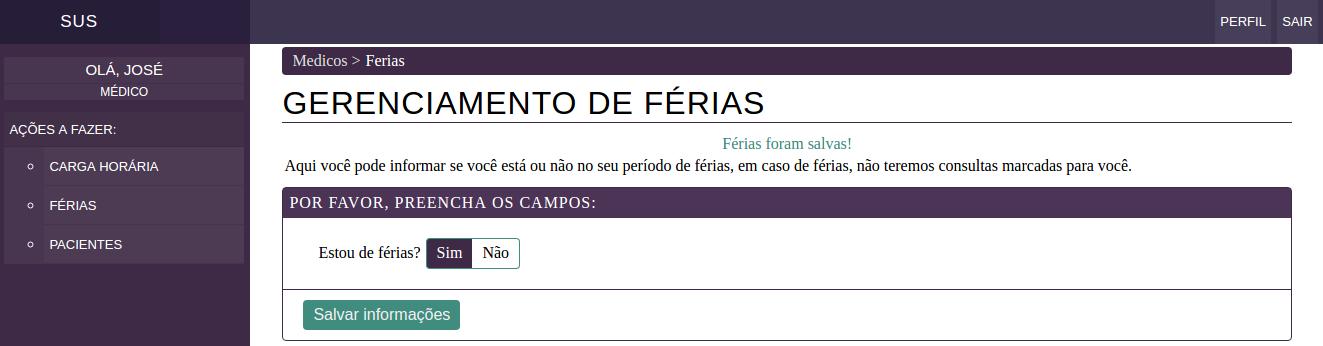 SUS
PERFIL SAIR
OLÁ, JOSÉ
MÉDICO
AÇÕES A FAZER:
CARGA HORÁRIA
FÉRIAS
PACIENTES
Medicos > Ferias
GERENCIAMENTO DE FÉRIAS
Férias foram salvas!
Aqui você pode informar se você está ou não no seu período de férias, em caso de férias, não teremos consultas marcadas para você.
POR FAVOR, PREENCHA OS CAMPOS:
Estou de férias? Sim Não
Salvar informações